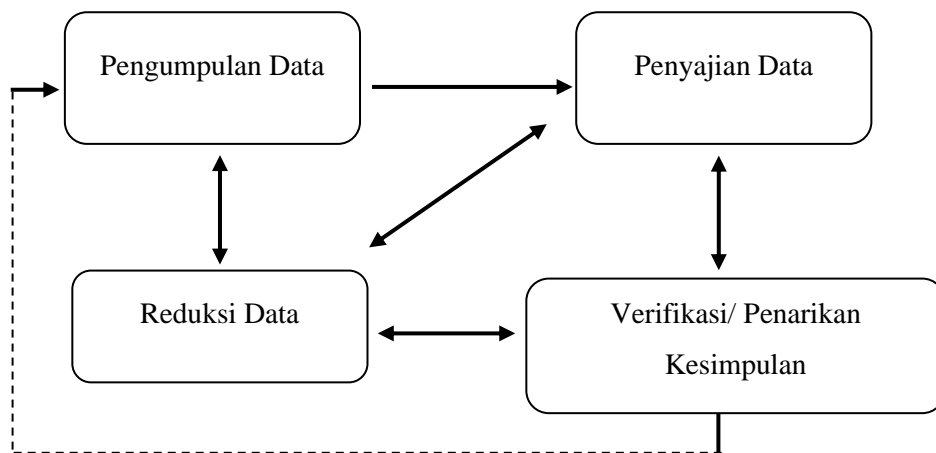 Pengumpulan Data
Penyajian Data
Reduksi Data
Verifikasi/ Penarikan
Kesimpulan